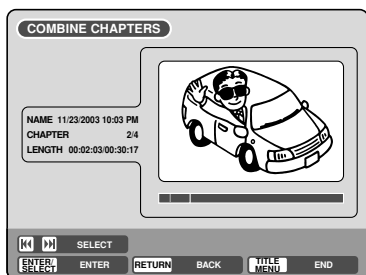 COMBINE CHAPTERS
NAME 11/23/2003 10:03 PM
CHAPTER 2/4
LENGTH 00:02:03/00:30:17
SELECT
ENTER/SELECT ENTER RETURN BACK TITLE MENU END